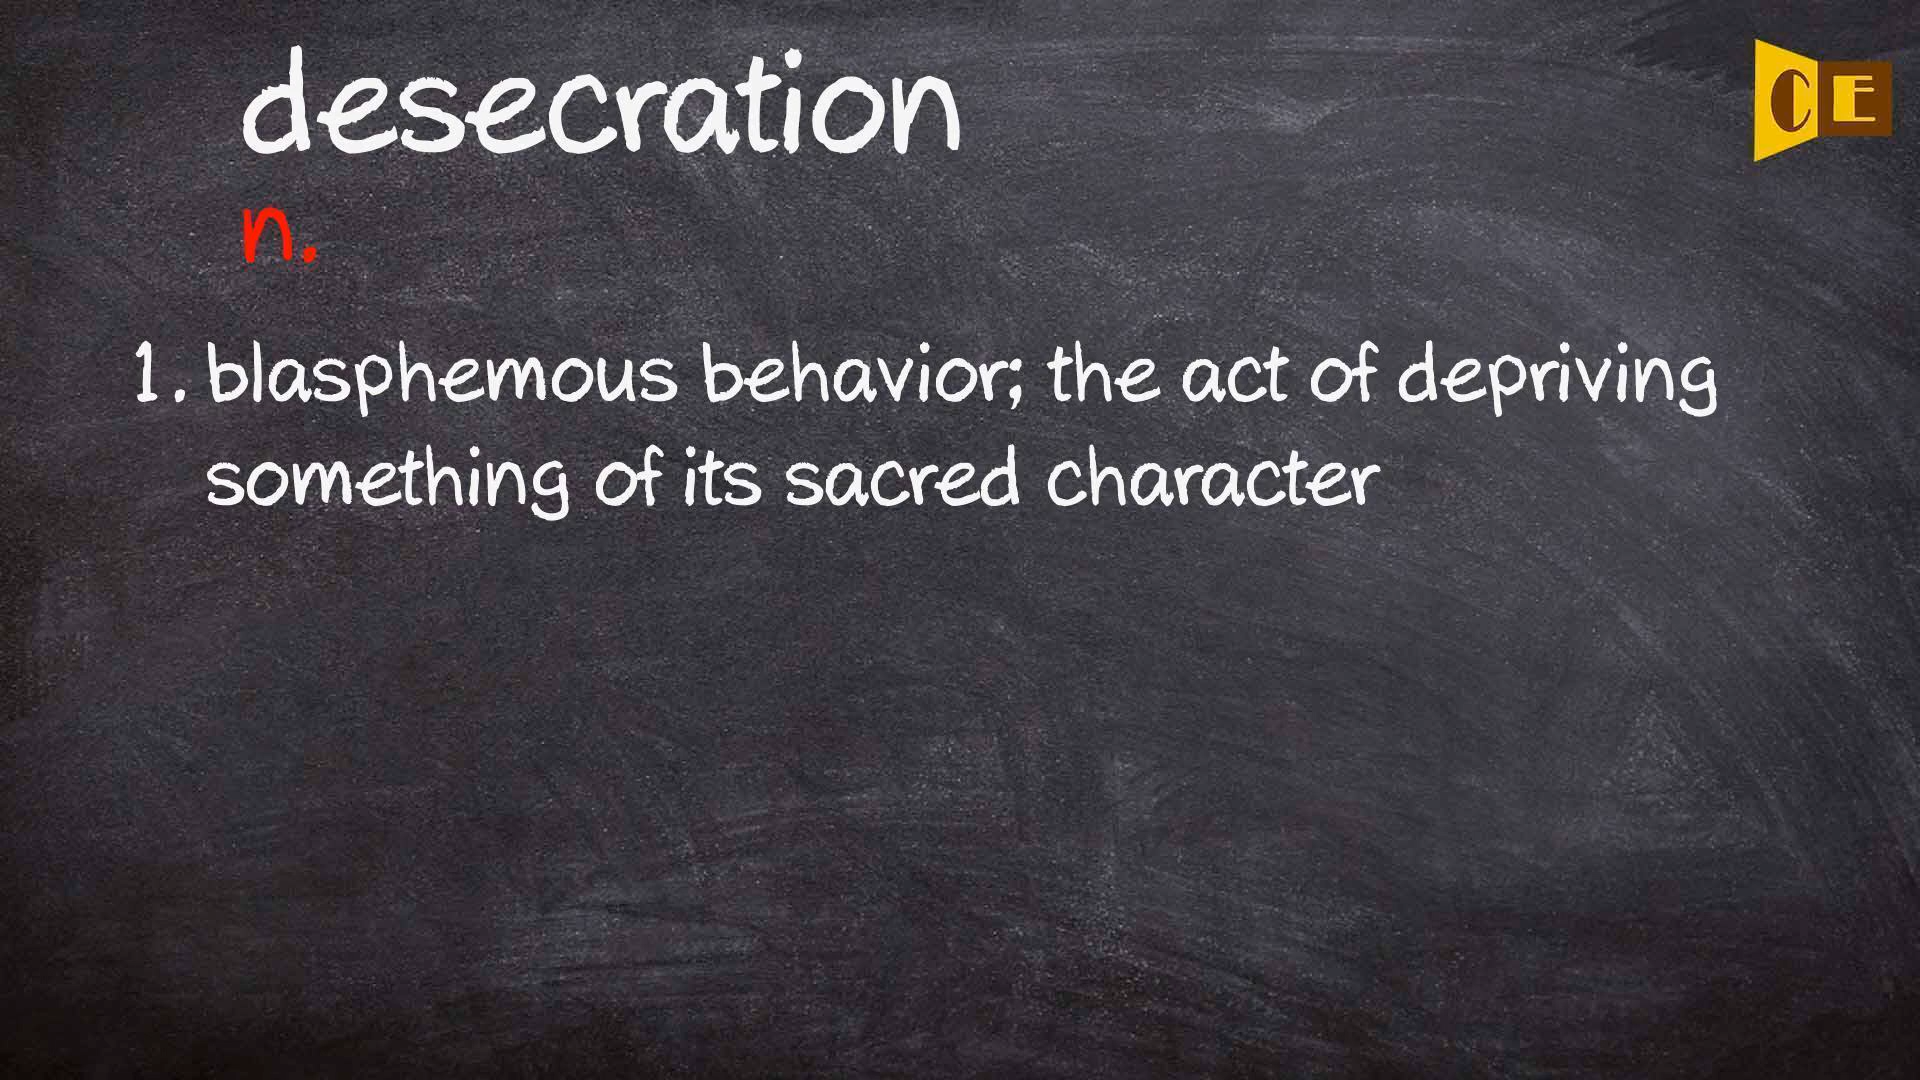 desecration
CE
n.
1. blasphemous behavior; the act of depriving
something of its sacred character